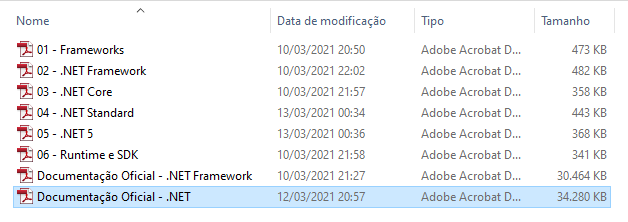 Nome Data de modificação Tipo Tamanho
01 - Frameworks 10/03/2021 20:50 Adobe Acrobat D... 473 KB
02 - .NET Framework 10/03/2021 22:02 Adobe Acrobat D... 482 KB
03 - .NET Core 10/03/2021 21:57 Adobe Acrobat D... 358 KB
04 - .NET Standard 13/03/2021 00:34 Adobe Acrobat D... 443 KB
05 - .NET 5 13/03/2021 00:36 Adobe Acrobat D... 368 KB
06 - Runtime e SDK 10/03/2021 21:58 Adobe Acrobat D... 341 KB
Documentação Oficial - .NET Framework 10/03/2021 21:27 Adobe Acrobat D... 30.464 KB
Documentação Oficial - .NET 12/03/2021 20:57 Adobe Acrobat D... 34.280 KB